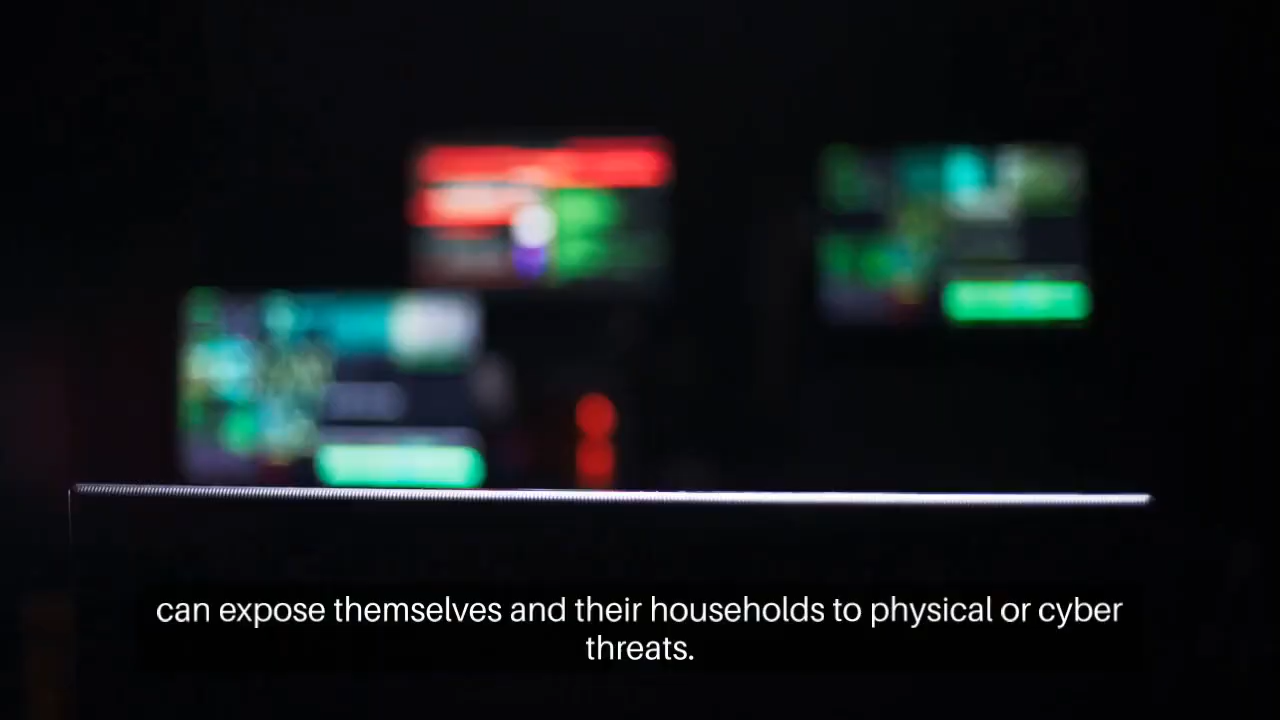 can expose themselves and their households to physical or cyber
threats.